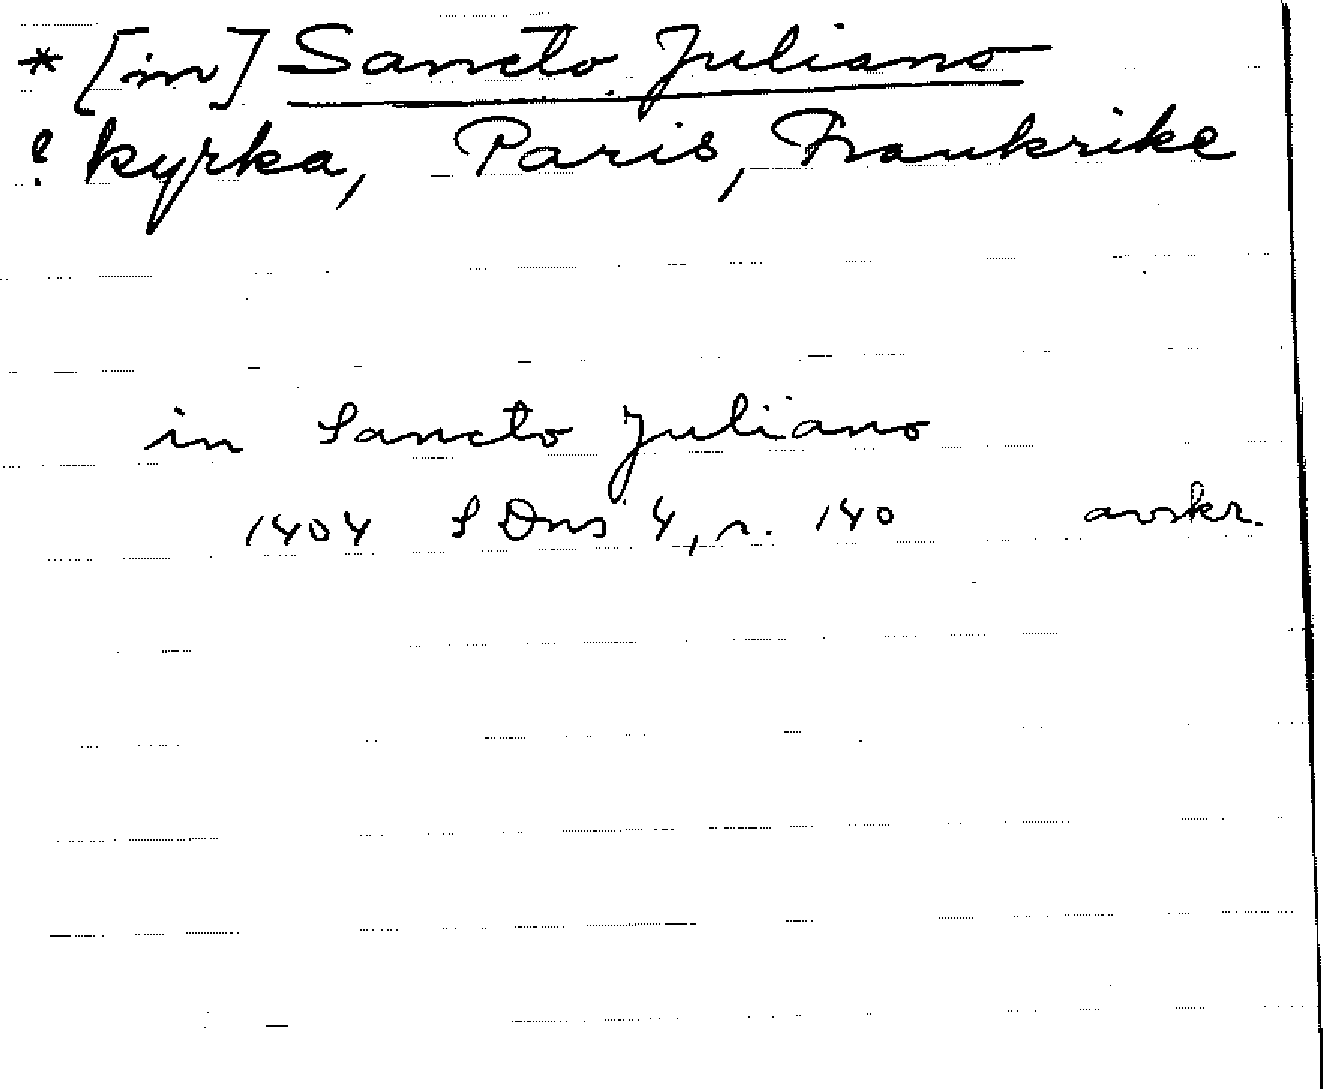 * [in] Sancto Juliano
? kyrka, Paris, Frankrike
in Sancto Juliano
1404 SDns 4, r. 140 avskr.